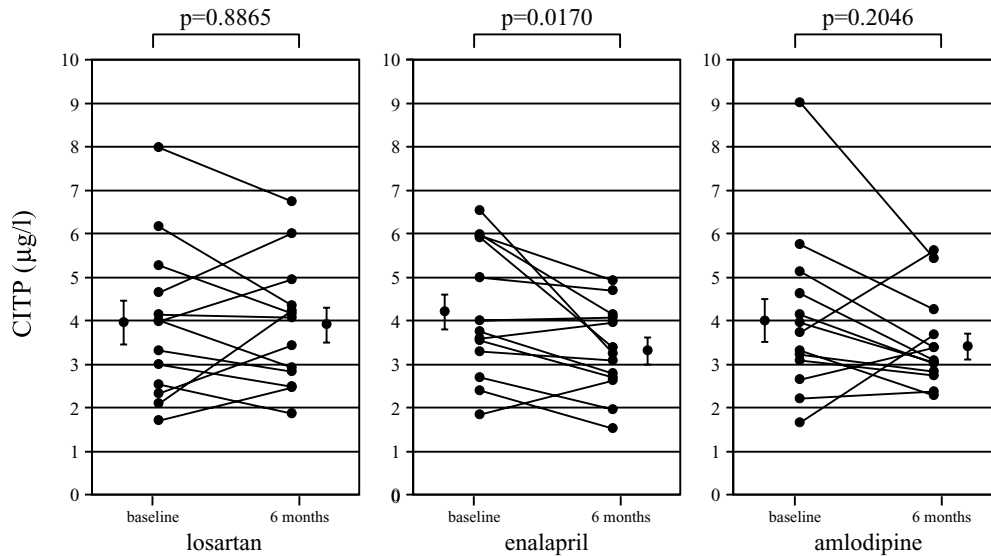 p=0.8865 p=0.0170 p=0.2046
10 10 10
9 9 9
8 8 8
7 7 7
6 6 6
CITP (µg/l)
5 5 5
4 4 4
3 3 3
2 2 2
1 1 1
0 0 0
baseline 6 months baseline 6 months baseline 6 months
losartan enalapril amlodipine